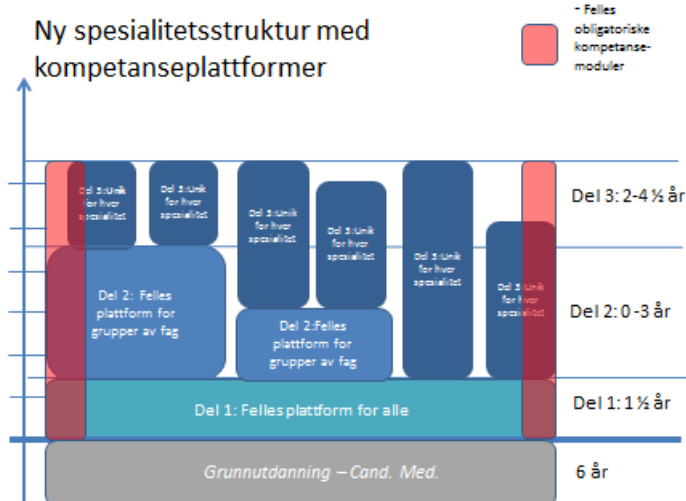 Ny spesialitetsstruktur med
kompetanseplattformer
- Felles
obligatoriske
kompetanse-
moduler
Del 3:Unik
for hver
spesialitet
Del 3:Unik
for hver
spesialitet
Del 3:Unik
for hver
spesialitet
Del 3:Unik
for hver
spesialitet
Del 3:Unik
for hver
spesialitet
Del 3:Unik
for hver
spesialitet
Del 3: 2-4 ½ år
Del 2: Felles
plattform for
grupper av fag
Del 2:Felles
plattform for
grupper av fag
Del 2: 0 -3 år
Del 1: Felles plattform for alle
Del 1: 1 ½ år
Grunnutdanning – Cand. Med.
6 år